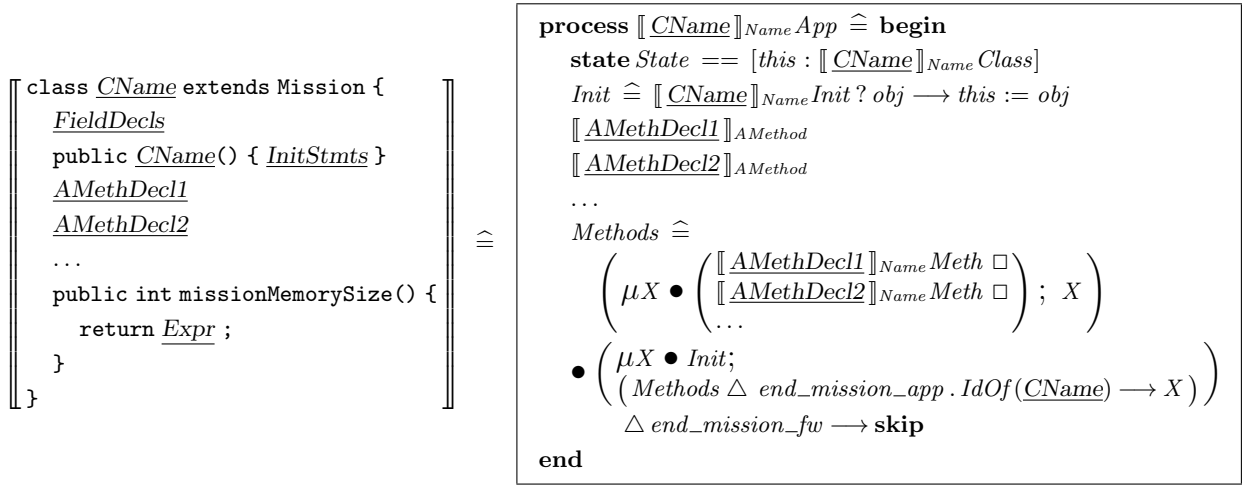 ⟦ class CName extends Mission {
FieldDecls
public CName() { InitStmts }
AMethDecl1
AMethDecl2
...
public int missionMemorySize() {
return Expr ;
}
} ⟧
≙
process ⟦ CName ⟧Name App ≙ begin
state State == [this : ⟦ CName ⟧Name Class]
Init ≙ ⟦ CName ⟧Name Init ? obj ⟶ this := obj
⟦ AMethDecl1 ⟧AMethod
⟦ AMethDecl2 ⟧AMethod
...
Methods ≙
( μX ● ( ⟦ AMethDecl1 ⟧Name Meth □
⟦ AMethDecl2 ⟧Name Meth □
... ) ; X )
● ( μX ● Init;
( Methods △ end_mission_app . IdOf(CName) ⟶ X ) )
△ end_mission_fw ⟶ skip
end